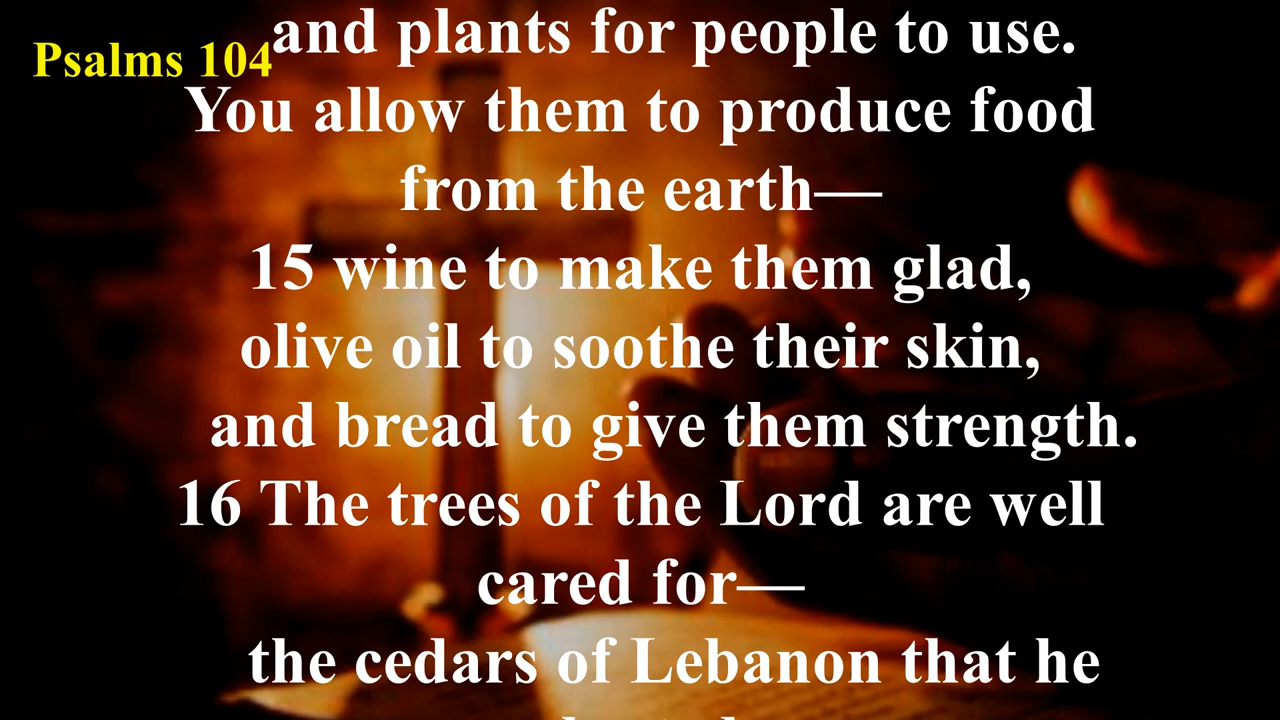 Psalms 104
and plants for people to use.
You allow them to produce food
from the earth—
15 wine to make them glad,
olive oil to soothe their skin,
and bread to give them strength.
16 The trees of the Lord are well
cared for—
the cedars of Lebanon that he